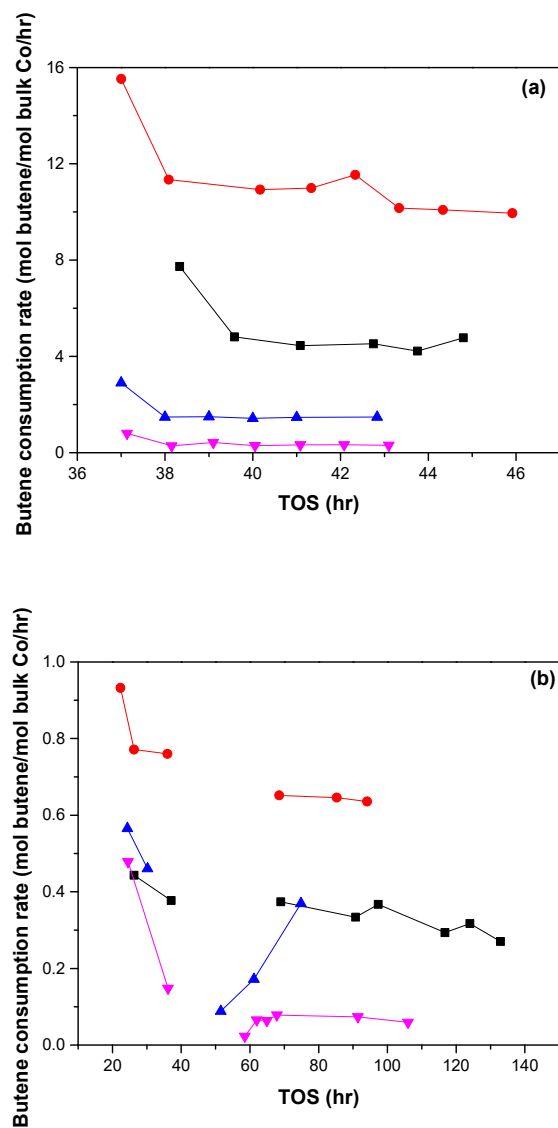 (a)
Butene consumption rate (mol butene/mol bulk Co/hr)
16
12
8
4
0
36 38 40 42 44 46
TOS (hr)
(b)
Butene consumption rate (mol butene/mol bulk Co/hr)
1.0
0.8
0.6
0.4
0.2
0.0
20 40 60 80 100 120 140
TOS (hr)